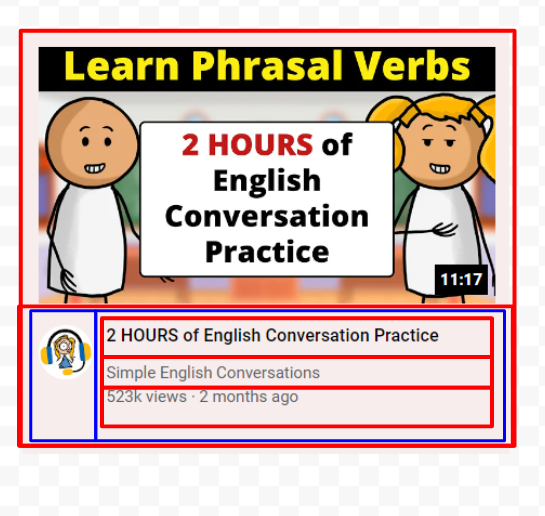 Learn Phrasal Verbs
2 HOURS of
English
Conversation
Practice
11:17
2 HOURS of English Conversation Practice
Simple English Conversations
523k views · 2 months ago